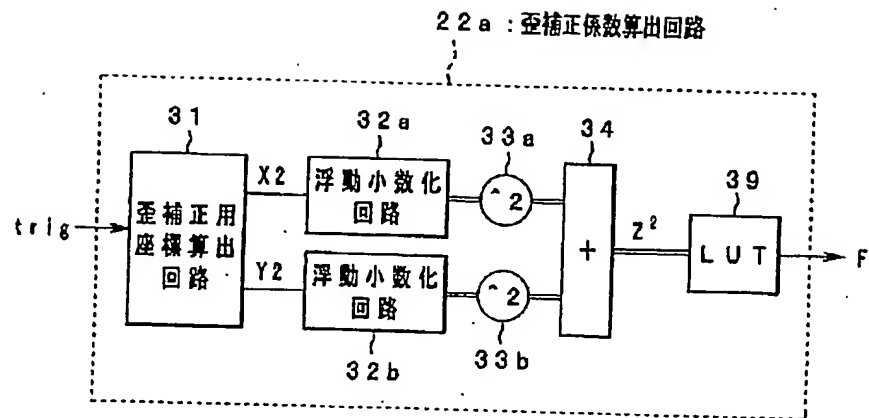 22a:歪補正係数算出回路
31
32a
33a
34
39
trig
歪補正用
座標算出
回路
X2
Y2
浮動小数化
回路
浮動小数化
回路
^2
^2
+
Z²
LUT
F
32b
33b